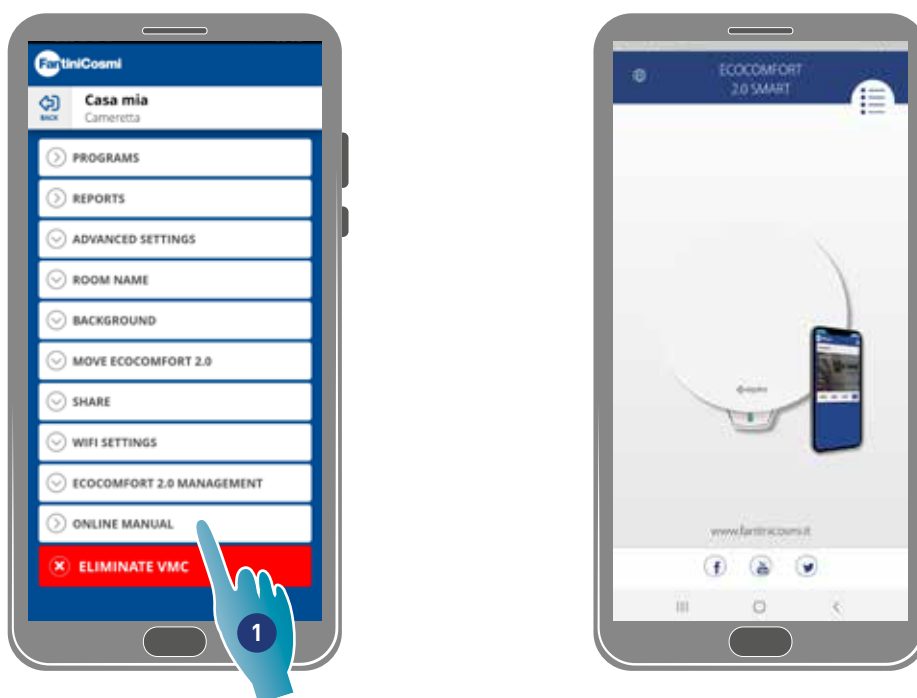 FantiniCosmi
BACK
Casa mia
Cameretta
PROGRAMS
REPORTS
ADVANCED SETTINGS
ROOM NAME
BACKGROUND
MOVE ECOCOMFORT 2.0
SHARE
WIFI SETTINGS
ECOCOMFORT 2.0 MANAGEMENT
ONLINE MANUAL
ELIMINATE VMC
1
ECOCOMFORT
2.0 SMART
www.fantinicosmi.it